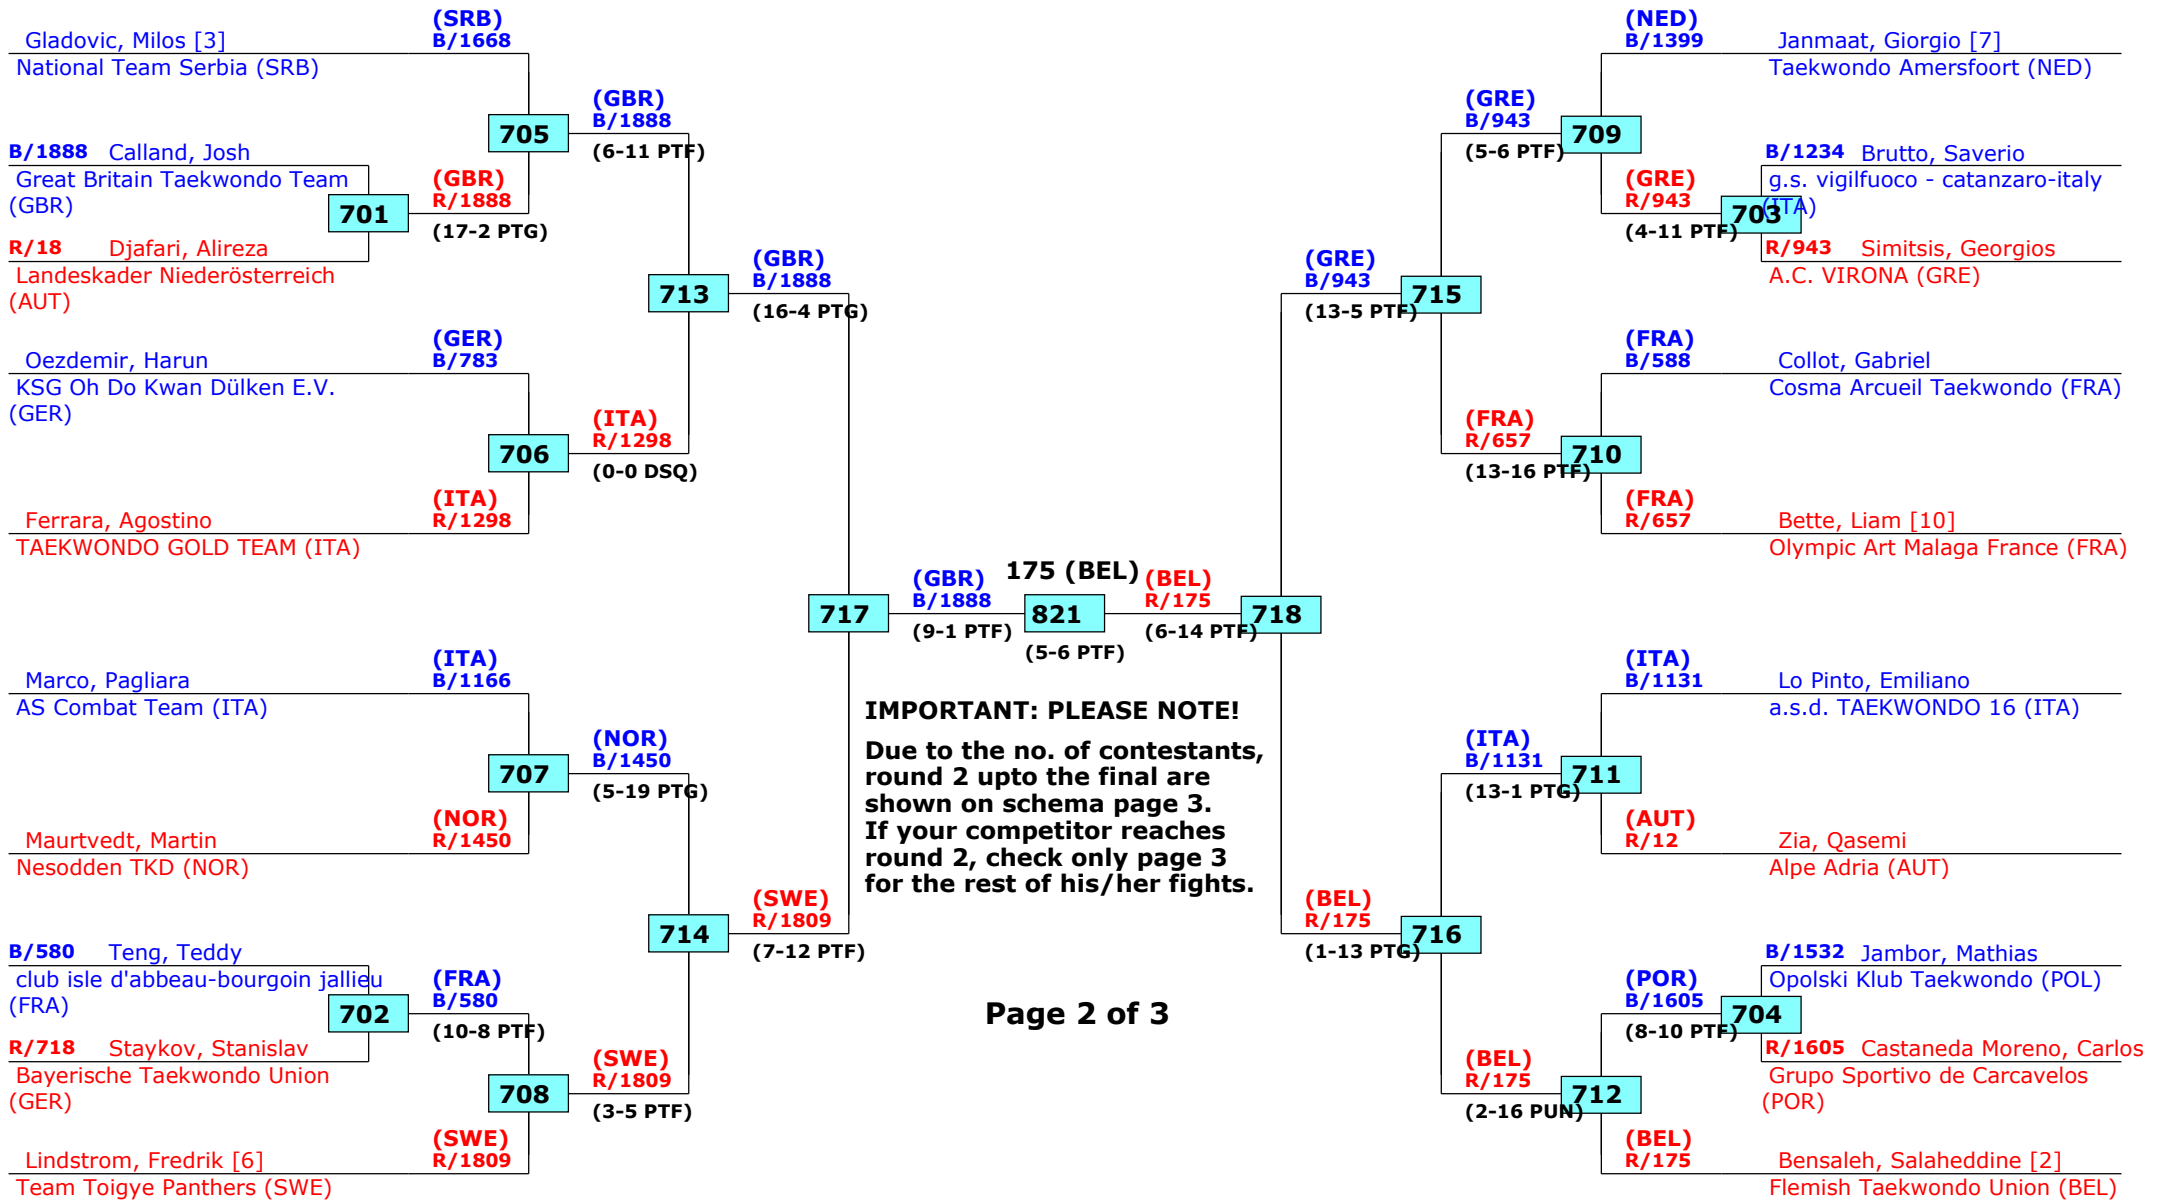 (SRB)
Gladovic, Milos [3]
B/1668
National Team Serbia (SRB)
705
(GBR)
B/1888
(6-11 PTF)
B/1888 Calland, Josh
Great Britain Taekwondo Team
(GBR)
701
(GBR)
R/1888
(17-2 PTG)
R/18 Djafari, Alireza
Landeskader Niederösterreich
(AUT)
713
(GBR)
B/1888
(16-4 PTG)
(GER)
Oezdemir, Harun
B/783
KSG Oh Do Kwan Dülken E.V.
(GER)
706
(ITA)
R/1298
(0-0 DSQ)
(ITA)
Ferrara, Agostino
R/1298
TAEKWONDO GOLD TEAM (ITA)
717
(GBR)
B/1888
(9-1 PTF)
175 (BEL)
821
(5-6 PTF)
(BEL)
R/175
(6-14 PTF)
718
(ITA)
Marco, Pagliara
B/1166
AS Combat Team (ITA)
707
(NOR)
B/1450
(5-19 PTG)
(NOR)
Maurtvedt, Martin
R/1450
Nesodden TKD (NOR)
714
(SWE)
R/1809
(7-12 PTF)
B/580 Teng, Teddy
club isle d'abbeau-bourgoin jallieu
(FRA)
702
(FRA)
B/580
(10-8 PTF)
R/718 Staykov, Stanislav
Bayerische Taekwondo Union
(GER)
708
(SWE)
R/1809
(3-5 PTF)
(SWE)
Lindstrom, Fredrik [6]
R/1809
Team Toigye Panthers (SWE)
IMPORTANT: PLEASE NOTE!
Due to the no. of contestants,
round 2 upto the final are
shown on schema page 3.
If your competitor reaches
round 2, check only page 3
for the rest of his/her fights.
Page 2 of 3
(NED)
B/1399
Janmaat, Giorgio [7]
Taekwondo Amersfoort (NED)
(GRE)
B/943
(5-6 PTF)
709
B/1234 Brutto, Saverio
g.s. vigilfuoco - catanzaro-italy
(ITA)
(GRE)
R/943
(4-11 PTF)
703
R/943 Simitsis, Georgios
A.C. VIRONA (GRE)
(GRE)
B/943
(13-5 PTF)
715
(FRA)
B/588
Collot, Gabriel
Cosma Arcueil Taekwondo (FRA)
(FRA)
R/657
(13-16 PTF)
710
(FRA)
R/657
Bette, Liam [10]
Olympic Art Malaga France (FRA)
(ITA)
B/1131
Lo Pinto, Emiliano
a.s.d. TAEKWONDO 16 (ITA)
(ITA)
B/1131
(13-1 PTG)
711
(AUT)
R/12
Zia, Qasemi
Alpe Adria (AUT)
(BEL)
R/175
(1-13 PTG)
716
B/1532 Jambor, Mathias
Opolski Klub Taekwondo (POL)
(POR)
B/1605
(8-10 PTF)
704
R/1605 Castaneda Moreno, Carlos
Grupo Sportivo de Carcavelos
(POR)
(BEL)
R/175
(2-16 PUN)
712
(BEL)
R/175
Bensaleh, Salaheddine [2]
Flemish Taekwondo Union (BEL)